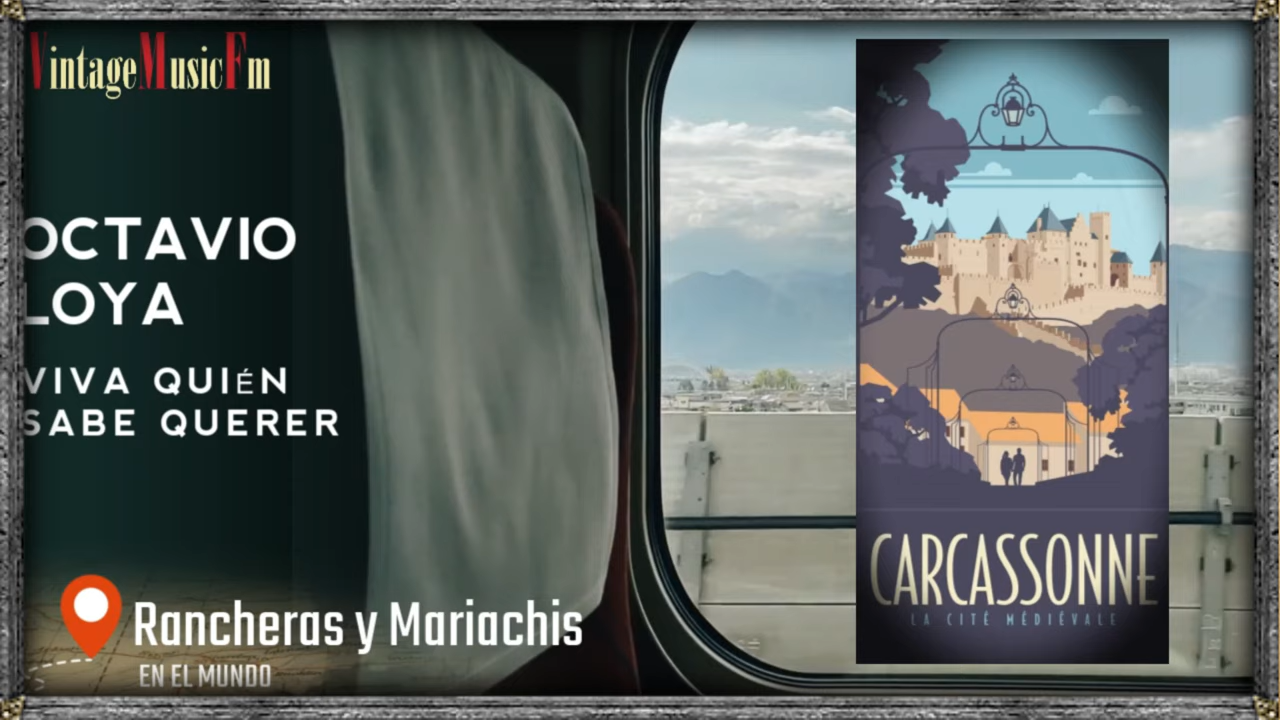 VintageMusicFm
OCTAVIO
LOYA
VIVA QUIÉN
SABE QUERER
Rancheras y Mariachis
EN EL MUNDO
CARCASSONNE
LA CITÉ MÉDIÉVALE